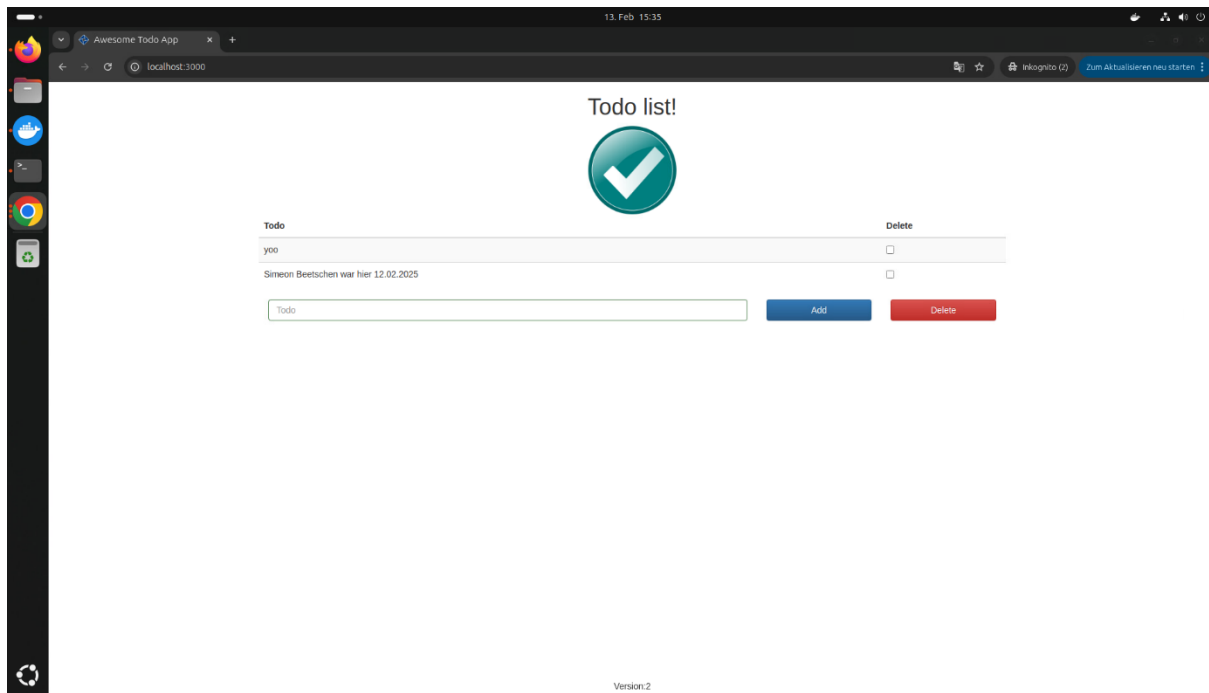 13. Feb 15:35
Awesome Todo App
localhost:3000
Inkognito (2)
Zum Aktualisieren neu starten
Todo list!
Todo Delete
yoo
Simeon Beetschen war hier 12.02.2025
Todo Add Delete
Version:2